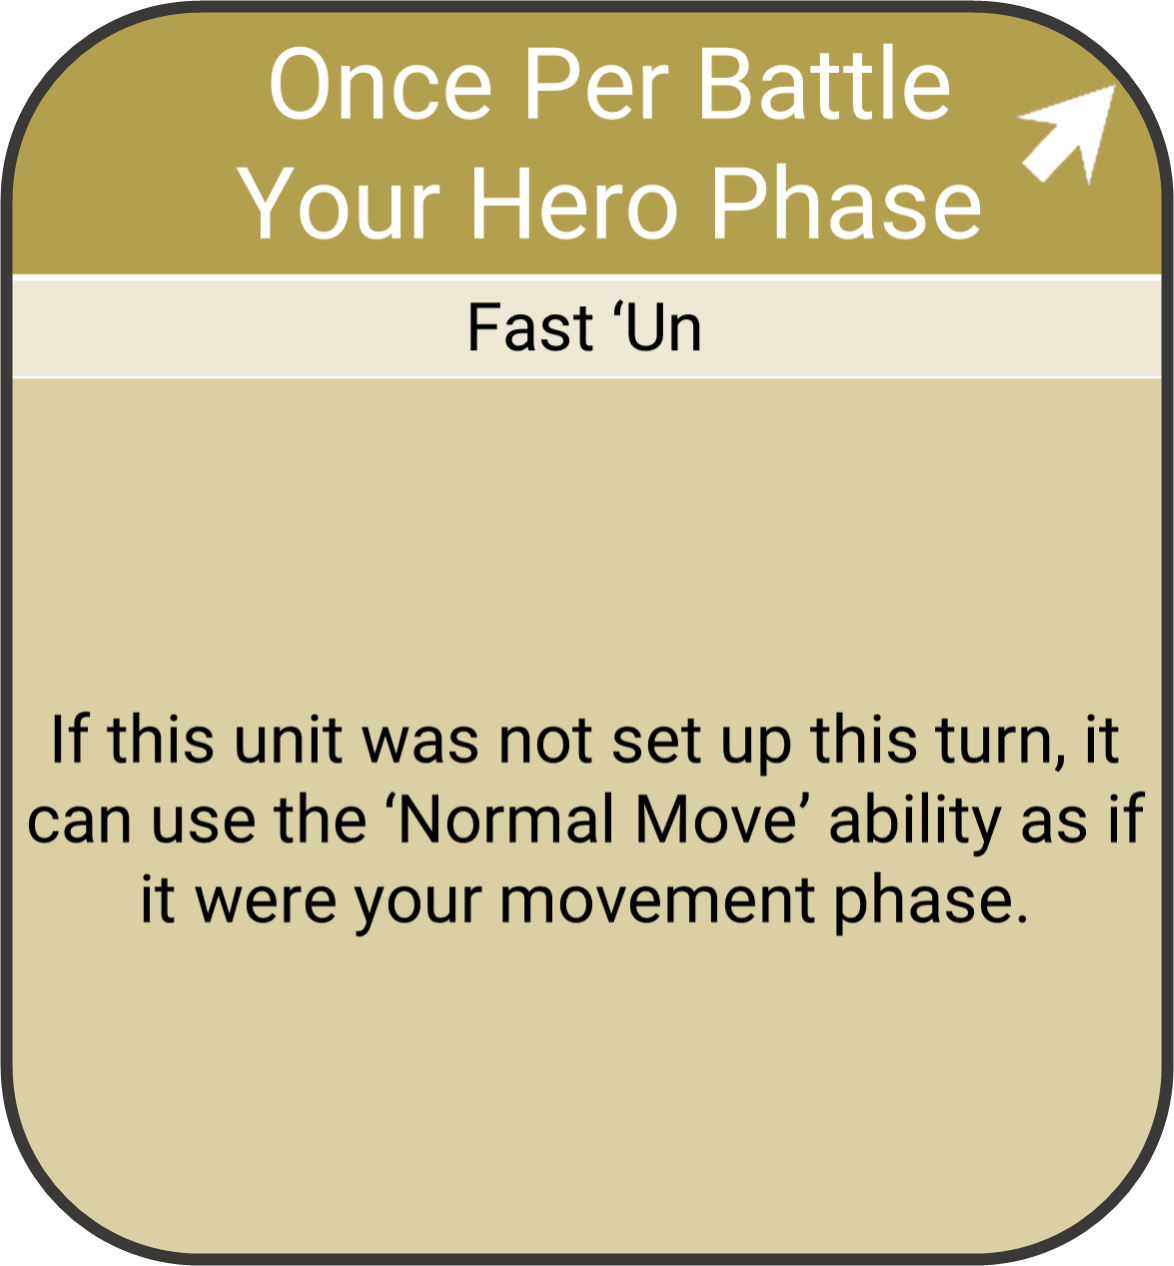 Once Per Battle
Your Hero Phase
Fast ‘Un
If this unit was not set up this turn, it
can use the ‘Normal Move’ ability as if
it were your movement phase.